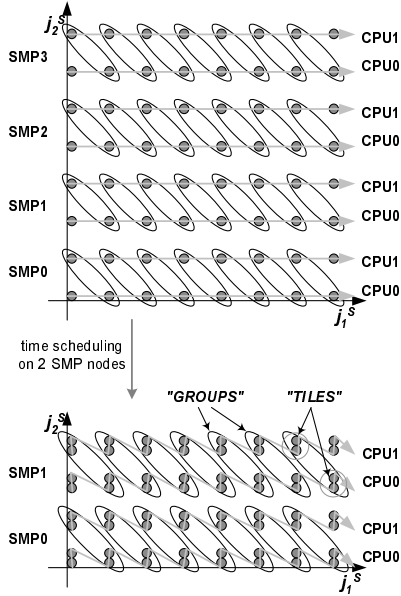 j2S
SMP3 CPU1
CPU0
SMP2 CPU1
CPU0
SMP1 CPU1
CPU0
SMP0 CPU1
CPU0
j1S
time scheduling
on 2 SMP nodes
"GROUPS" "TILES"
j2S
SMP1 CPU1
CPU0
SMP0 CPU1
CPU0
j1S